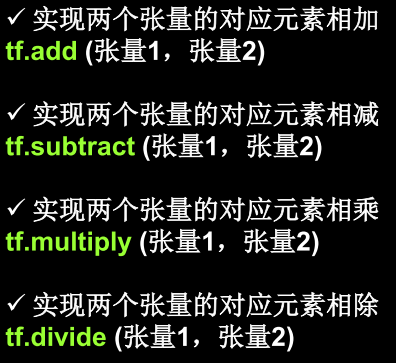 ✓ 实现两个张量的对应元素相加
tf.add (张量1，张量2)
✓ 实现两个张量的对应元素相减
tf.subtract (张量1，张量2)
✓ 实现两个张量的对应元素相乘
tf.multiply (张量1，张量2)
✓ 实现两个张量的对应元素相除
tf.divide (张量1，张量2)